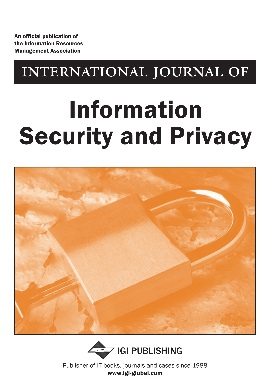 An official publication of
the Information Resources
Management Association
INTERNATIONAL JOURNAL OF
Information
Security and Privacy
IGI PUBLISHING
Publisher of IT books, journals and cases since 1988
www.igi-global.com